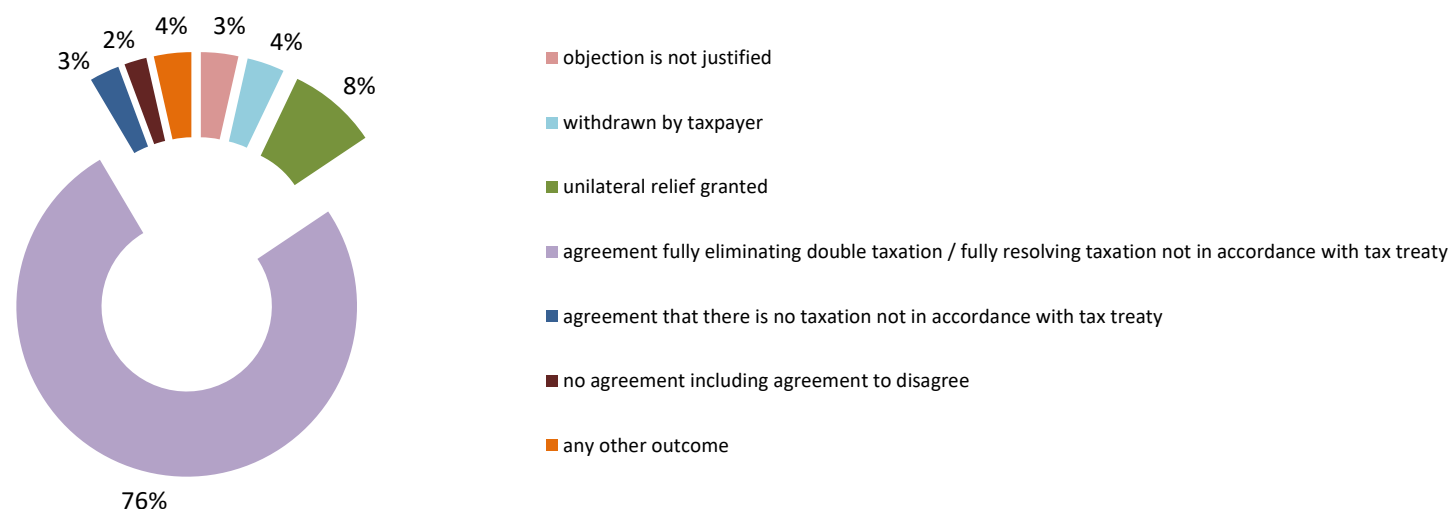 2%
4%
3%
4%
3%
8%
76%
objection is not justified
withdrawn by taxpayer
unilateral relief granted
agreement fully eliminating double taxation / fully resolving taxation not in accordance with tax treaty
agreement that there is no taxation not in accordance with tax treaty
no agreement including agreement to disagree
any other outcome